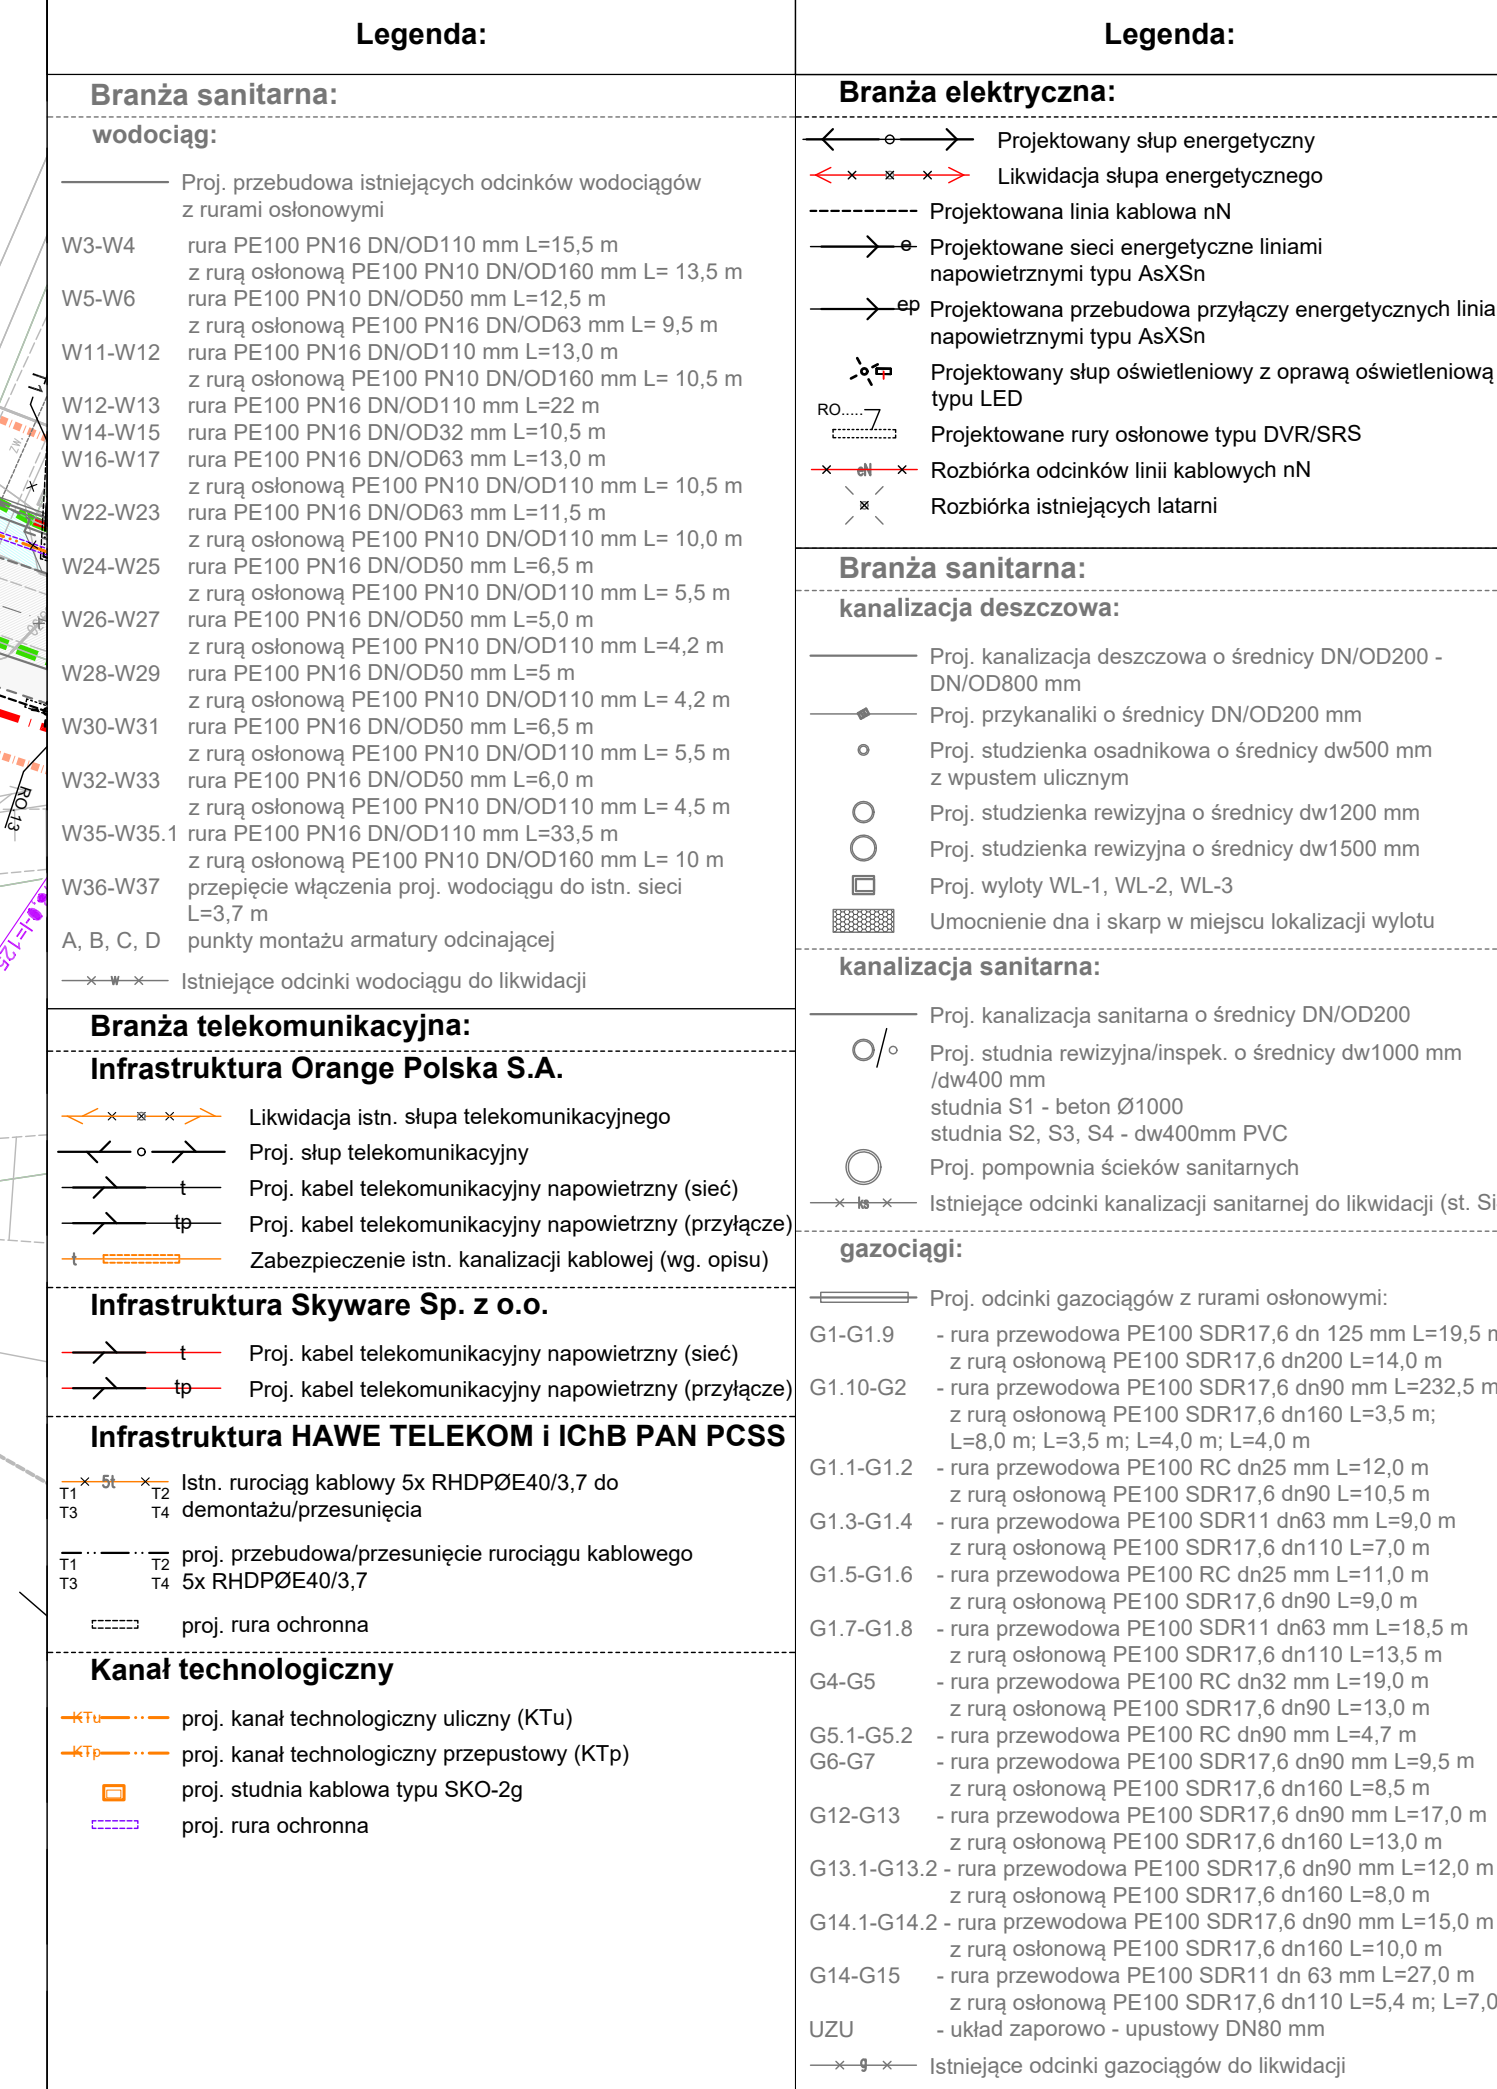 Legenda:
Branża sanitarna:
wodociąg:
Proj. przebudowa istniejących odcinków wodociągów
z rurami osłonowymi
W3-W4 rura PE100 PN16 DN/OD110 mm L=15,5 m
z rurą osłonową PE100 PN10 DN/OD160 mm L= 13,5 m
W5-W6 rura PE100 PN10 DN/OD50 mm L=12,5 m
z rurą osłonową PE100 PN16 DN/OD63 mm L= 9,5 m
W11-W12 rura PE100 PN16 DN/OD110 mm L=13,0 m
z rurą osłonową PE100 PN10 DN/OD160 mm L= 10,5 m
W12-W13 rura PE100 PN16 DN/OD110 mm L=22 m
W14-W15 rura PE100 PN16 DN/OD32 mm L=10,5 m
W16-W17 rura PE100 PN16 DN/OD63 mm L=13,0 m
z rurą osłonową PE100 PN10 DN/OD110 mm L= 10,5 m
W22-W23 rura PE100 PN16 DN/OD63 mm L=11,5 m
z rurą osłonową PE100 PN10 DN/OD110 mm L= 10,0 m
W24-W25 rura PE100 PN16 DN/OD50 mm L=6,5 m
z rurą osłonową PE100 PN10 DN/OD110 mm L= 5,5 m
W26-W27 rura PE100 PN16 DN/OD50 mm L=5,0 m
z rurą osłonową PE100 PN10 DN/OD110 mm L=4,2 m
W28-W29 rura PE100 PN16 DN/OD50 mm L=5 m
z rurą osłonową PE100 PN10 DN/OD110 mm L= 4,2 m
W30-W31 rura PE100 PN16 DN/OD50 mm L=6,5 m
z rurą osłonową PE100 PN10 DN/OD110 mm L= 5,5 m
W32-W33 rura PE100 PN16 DN/OD50 mm L=6,0 m
z rurą osłonową PE100 PN10 DN/OD110 mm L= 4,5 m
W35-W35.1 rura PE100 PN16 DN/OD110 mm L=33,5 m
z rurą osłonową PE100 PN10 DN/OD160 mm L= 10 m
W36-W37 przepięcie włączenia proj. wodociągu do istn. sieci
L=3,7 m
A, B, C, D punkty montażu armatury odcinającej
w Istniejące odcinki wodociągu do likwidacji
Branża telekomunikacyjna:
Infrastruktura Orange Polska S.A.
Likwidacja istn. słupa telekomunikacyjnego
Proj. słup telekomunikacyjny
t Proj. kabel telekomunikacyjny napowietrzny (sieć)
tp Proj. kabel telekomunikacyjny napowietrzny (przyłącze)
t Zabezpieczenie istn. kanalizacji kablowej (wg. opisu)
Infrastruktura Skyware Sp. z o.o.
t Proj. kabel telekomunikacyjny napowietrzny (sieć)
tp Proj. kabel telekomunikacyjny napowietrzny (przyłącze)
Infrastruktura HAWE TELEKOM i IChB PAN PCSS
5t Istn. rurociąg kablowy 5x RHDPØE40/3,7 do
T1 T2
T3 T4 demontażu/przesunięcia
proj. przebudowa/przesunięcie rurociągu kablowego
T1 T2
T3 T4 5x RHDPØE40/3,7
proj. rura ochronna
Kanał technologiczny
KTu proj. kanał technologiczny uliczny (KTu)
KTp proj. kanał technologiczny przepustowy (KTp)
proj. studnia kablowa typu SKO-2g
proj. rura ochronna
Legenda:
Branża elektryczna:
Projektowany słup energetyczny
Likwidacja słupa energetycznego
Projektowana linia kablowa nN
e Projektowane sieci energetyczne liniami
napowietrznymi typu AsXSn
ep Projektowana przebudowa przyłączy energetycznych linia
napowietrznymi typu AsXSn
Projektowany słup oświetleniowy z oprawą oświetleniową
typu LED
RO.....
Projektowane rury osłonowe typu DVR/SRS
eN Rozbiórka odcinków linii kablowych nN
Rozbiórka istniejących latarni
Branża sanitarna:
kanalizacja deszczowa:
Proj. kanalizacja deszczowa o średnicy DN/OD200 -
DN/OD800 mm
Proj. przykanaliki o średnicy DN/OD200 mm
Proj. studzienka osadnikowa o średnicy dw500 mm
z wpustem ulicznym
Proj. studzienka rewizyjna o średnicy dw1200 mm
Proj. studzienka rewizyjna o średnicy dw1500 mm
Proj. wyloty WL-1, WL-2, WL-3
Umocnienie dna i skarp w miejscu lokalizacji wylotu
kanalizacja sanitarna:
Proj. kanalizacja sanitarna o średnicy DN/OD200
Proj. studnia rewizyjna/inspek. o średnicy dw1000 mm
/dw400 mm
studnia S1 - beton Ø1000
studnia S2, S3, S4 - dw400mm PVC
Proj. pompownia ścieków sanitarnych
ks Istniejące odcinki kanalizacji sanitarnej do likwidacji (st. Si
gazociągi:
Proj. odcinki gazociągów z rurami osłonowymi:
G1-G1.9 - rura przewodowa PE100 SDR17,6 dn 125 mm L=19,5 m
z rurą osłonową PE100 SDR17,6 dn200 L=14,0 m
G1.10-G2 - rura przewodowa PE100 SDR17,6 dn90 mm L=232,5 m
z rurą osłonową PE100 SDR17,6 dn160 L=3,5 m;
L=8,0 m; L=3,5 m; L=4,0 m; L=4,0 m
G1.1-G1.2 - rura przewodowa PE100 RC dn25 mm L=12,0 m
z rurą osłonową PE100 SDR17,6 dn90 L=10,5 m
G1.3-G1.4 - rura przewodowa PE100 SDR11 dn63 mm L=9,0 m
z rurą osłonową PE100 SDR17,6 dn110 L=7,0 m
G1.5-G1.6 - rura przewodowa PE100 RC dn25 mm L=11,0 m
z rurą osłonową PE100 SDR17,6 dn90 L=9,0 m
G1.7-G1.8 - rura przewodowa PE100 SDR11 dn63 mm L=18,5 m
z rurą osłonową PE100 SDR17,6 dn110 L=13,5 m
G4-G5 - rura przewodowa PE100 RC dn32 mm L=19,0 m
z rurą osłonową PE100 SDR17,6 dn90 L=13,0 m
G5.1-G5.2 - rura przewodowa PE100 RC dn90 mm L=4,7 m
G6-G7 - rura przewodowa PE100 SDR17,6 dn90 mm L=9,5 m
z rurą osłonową PE100 SDR17,6 dn160 L=8,5 m
G12-G13 - rura przewodowa PE100 SDR17,6 dn90 mm L=17,0 m
z rurą osłonową PE100 SDR17,6 dn160 L=13,0 m
G13.1-G13.2 - rura przewodowa PE100 SDR17,6 dn90 mm L=12,0 m
z rurą osłonową PE100 SDR17,6 dn160 L=8,0 m
G14.1-G14.2 - rura przewodowa PE100 SDR17,6 dn90 mm L=15,0 m
z rurą osłonową PE100 SDR17,6 dn160 L=10,0 m
G14-G15 - rura przewodowa PE100 SDR11 dn 63 mm L=27,0 m
z rurą osłonową PE100 SDR17,6 dn110 L=5,4 m; L=7,0
UZU - układ zaporowo - upustowy DN80 mm
g Istniejące odcinki gazociągów do likwidacji
zw.
RO.13